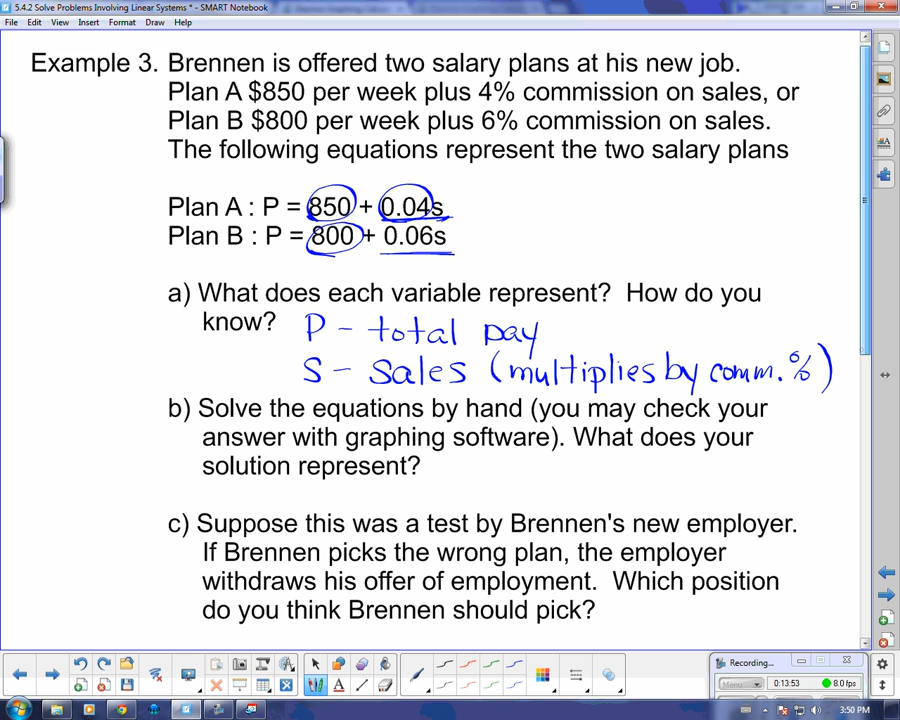 5.4.2 Solve Problems Involving Linear Systems * - SMART Notebook
File Edit View Insert Format Draw Help
Example 3. Brennen is offered two salary plans at his new job.
Plan A $850 per week plus 4% commission on sales, or
Plan B $800 per week plus 6% commission on sales.
The following equations represent the two salary plans
Plan A : P = 850 + 0.04s
Plan B : P = 800 + 0.06s
a) What does each variable represent? How do you
know?
P - total pay
S - Sales (multiplies by comm. %)
b) Solve the equations by hand (you may check your
answer with graphing software). What does your
solution represent?
c) Suppose this was a test by Brennen's new employer.
If Brennen picks the wrong plan, the employer
withdraws his offer of employment. Which position
do you think Brennen should pick?
Recording...
Menu 0:13:53 8.0 fps
3:50 PM